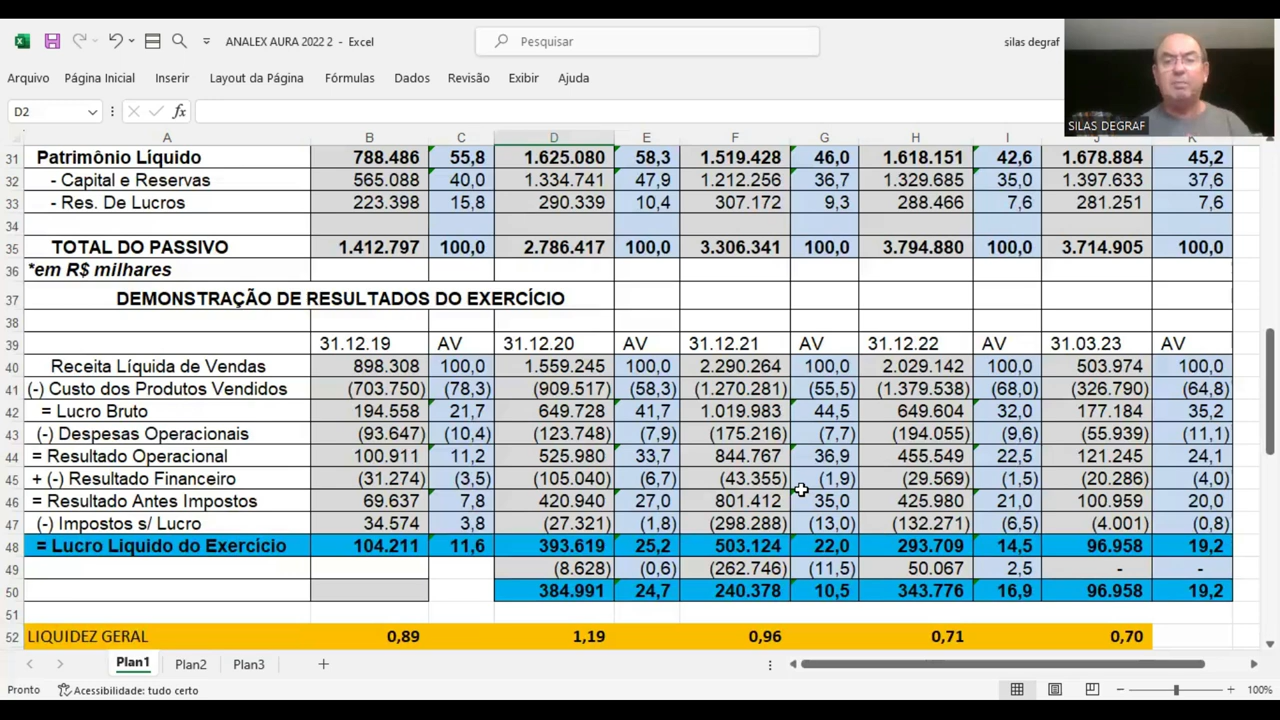 ANALEX AURA 2022 2 - Excel
Pesquisar
silas degraf
Arquivo Página Inicial Inserir Layout da Página Fórmulas Dados Revisão Exibir Ajuda
SILAS DEGRAF
D2 fx
A B C D E F G H I J K
31 Patrimônio Líquido 788.486 55,8 1.625.080 58,3 1.519.428 46,0 1.618.151 42,6 1.678.884 45,2
32 - Capital e Reservas 565.088 40,0 1.334.741 47,9 1.212.256 36,7 1.329.685 35,0 1.397.633 37,6
33 - Res. De Lucros 223.398 15,8 290.339 10,4 307.172 9,3 288.466 7,6 281.251 7,6
34
35 TOTAL DO PASSIVO 1.412.797 100,0 2.786.417 100,0 3.306.341 100,0 3.794.880 100,0 3.714.905 100,0
36 *em R$ milhares
37 DEMONSTRAÇÃO DE RESULTADOS DO EXERCÍCIO
38
39 31.12.19 AV 31.12.20 AV 31.12.21 AV 31.12.22 AV 31.03.23 AV
40 Receita Líquida de Vendas 898.308 100,0 1.559.245 100,0 2.290.264 100,0 2.029.142 100,0 503.974 100,0
41 (-) Custo dos Produtos Vendidos (703.750) (78,3) (909.517) (58,3) (1.270.281) (55,5) (1.379.538) (68,0) (326.790) (64,8)
42 = Lucro Bruto 194.558 21,7 649.728 41,7 1.019.983 44,5 649.604 32,0 177.184 35,2
43 (-) Despesas Operacionais (93.647) (10,4) (123.748) (7,9) (175.216) (7,7) (194.055) (9,6) (55.939) (11,1)
44 = Resultado Operacional 100.911 11,2 525.980 33,7 844.767 36,9 455.549 22,5 121.245 24,1
45 + (-) Resultado Financeiro (31.274) (3,5) (105.040) (6,7) (43.355) (1,9) (29.569) (1,5) (20.286) (4,0)
46 = Resultado Antes Impostos 69.637 7,8 420.940 27,0 801.412 35,0 425.980 21,0 100.959 20,0
47 (-) Impostos s/ Lucro 34.574 3,8 (27.321) (1,8) (298.288) (13,0) (132.271) (6,5) (4.001) (0,8)
48 = Lucro Liquido do Exercício 104.211 11,6 393.619 25,2 503.124 22,0 293.709 14,5 96.958 19,2
49 (8.628) (0,6) (262.746) (11,5) 50.067 2,5 - -
50 384.991 24,7 240.378 10,5 343.776 16,9 96.958 19,2
51
52 LIQUIDEZ GERAL 0,89 1,19 0,96 0,71 0,70
Plan1 Plan2 Plan3
Pronto Acessibilidade: tudo certo 100%